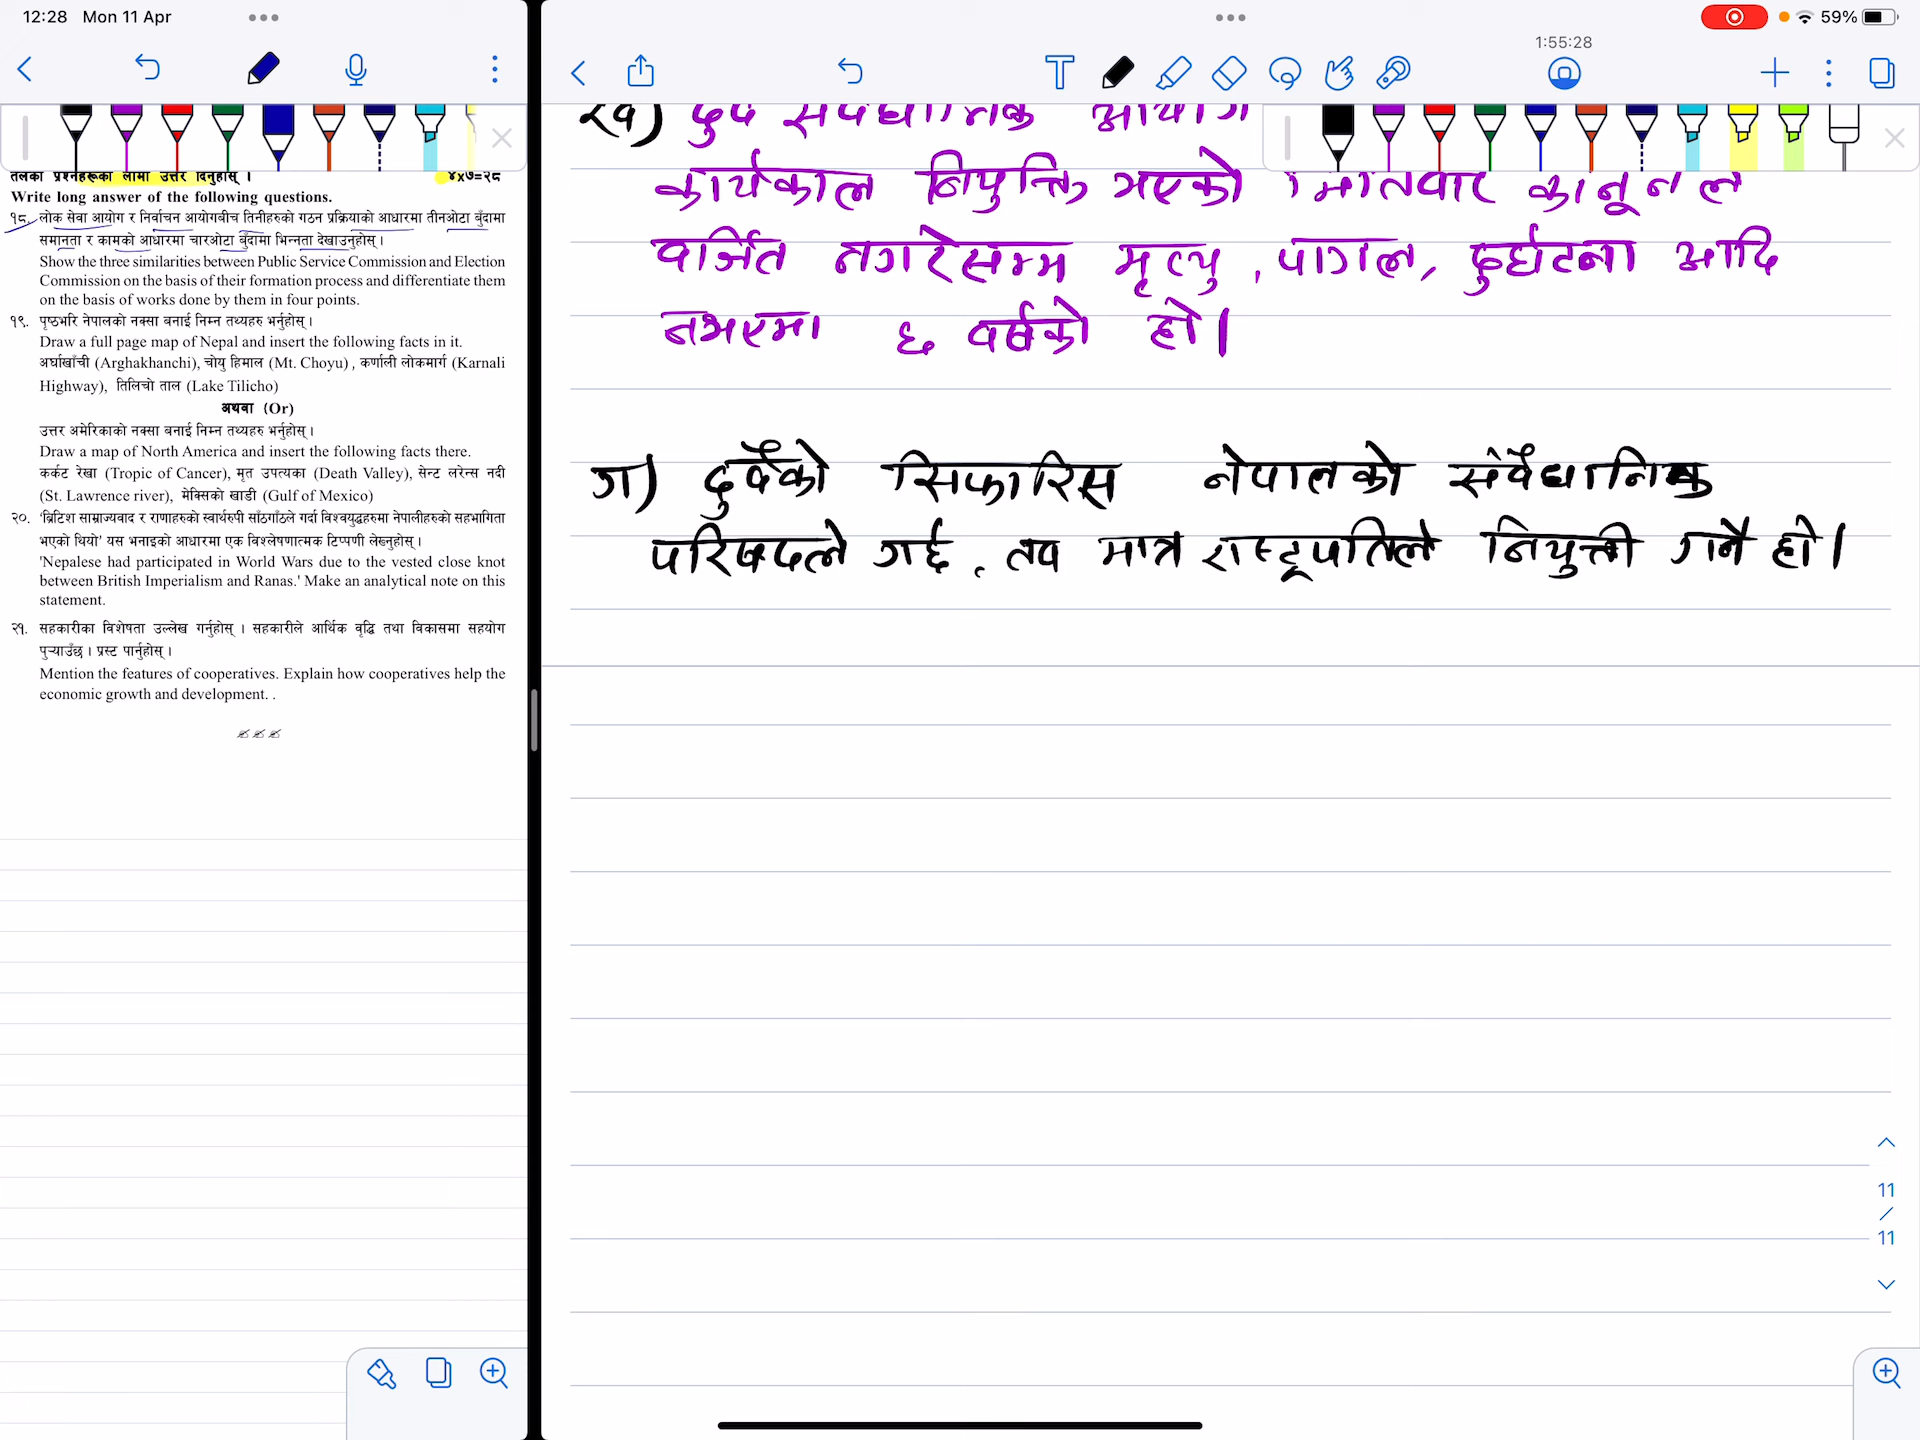 12:28 Mon 11 Apr
59%
1:55:28
तलका प्रश्नहरूका लामा उत्तर दिनुहोस् । ४x७=२८
Write long answer of the following questions.
१८. लोक सेवा आयोग र निर्वाचन आयोगबीच तिनीहरुको गठन प्रक्रियाको आधारमा तीनओटा बुँदामा
समानता र कामको आधारमा चारओटा बुँदामा भिन्नता देखाउनुहोस् ।
Show the three similarities between Public Service Commission and Election
Commission on the basis of their formation process and differentiate them
on the basis of works done by them in four points.
१९. पृष्ठभरि नेपालको नक्सा बनाई निम्न तथ्यहरु भर्नुहोस् ।
Draw a full page map of Nepal and insert the following facts in it.
अर्घाखाँची (Arghakhanchi), चोयु हिमाल (Mt. Choyu) , कर्णाली लोकमार्ग (Karnali
Highway), तिलिचो ताल (Lake Tilicho)
अथवा (Or)
उत्तर अमेरिकाको नक्सा बनाई निम्न तथ्यहरु भर्नुहोस् ।
Draw a map of North America and insert the following facts there.
कर्कट रेखा (Tropic of Cancer), मृत उपत्यका (Death Valley), सेन्ट लरेन्स नदी
(St. Lawrence river), मेक्सिको खाडी (Gulf of Mexico)
२०. 'ब्रिटिश साम्राज्यवाद र राणाहरुको स्वार्थरुपी साँठगाँठले गर्दा विश्वयुद्धहरुमा नेपालीहरुको सहभागिता
भएको थियो' यस भनाइको आधारमा एक विश्लेषणात्मक टिप्पणी लेख्नुहोस् ।
'Nepalese had participated in World Wars due to the vested close knot
between British Imperialism and Ranas.' Make an analytical note on this
statement.
२१. सहकारीका विशेषता उल्लेख गर्नुहोस् । सहकारीले आर्थिक वृद्धि तथा विकासमा सहयोग
पुर्‍याउँछ । प्रस्ट पार्नुहोस् ।
Mention the features of cooperatives. Explain how cooperatives help the
economic growth and development. .
ख) दुवै संवैधानिक आयोग
कार्यकाल नियुक्ति भएको मितिवाट कानूनले
वर्जित नगरेसम्म मृत्यु, पागल, दुर्घटना आदि
नभएमा ६ वर्षको हो।
ग) दुवैको सिफारिस नेपालको संवैधानिक
परिषदले गर्छ, तव मात्र राष्ट्रपतिले नियुक्ती गर्ने हो।
11
/
11